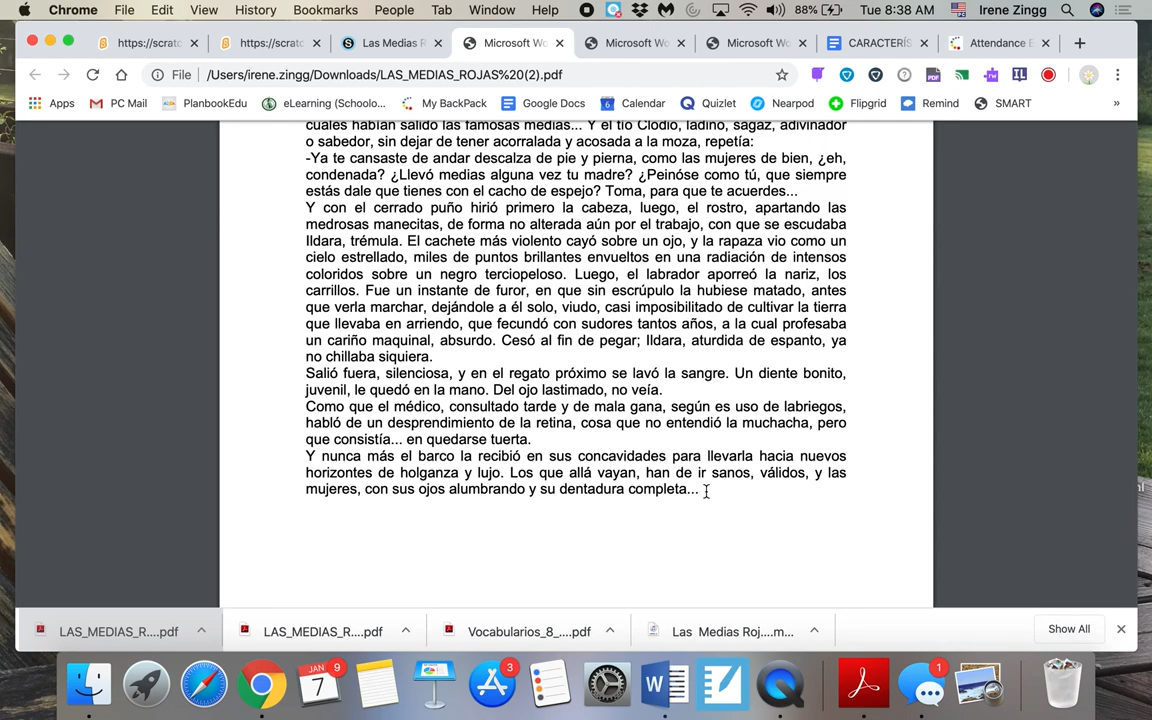 Chrome File Edit View History Bookmarks People Tab Window Help 88% Tue 8:38 AM Irene Zingg
https://scrato https://scrato Las Medias R Microsoft Wo Microsoft Wo Microsoft Wo CARACTERÍS Attendance E
File /Users/irene.zingg/Downloads/LAS_MEDIAS_ROJAS%20(2).pdf
Apps PC Mail PlanbookEdu eLearning (Schoolo... My BackPack Google Docs Calendar Quizlet Nearpod Flipgrid Remind SMART »
cuales habían salido las famosas medias... Y el tío Clodio, ladino, sagaz, adivinador
o sabedor, sin dejar de tener acorralada y acosada a la moza, repetía:
-Ya te cansaste de andar descalza de pie y pierna, como las mujeres de bien, ¿eh,
condenada? ¿Llevó medias alguna vez tu madre? ¿Peinóse como tú, que siempre
estás dale que tienes con el cacho de espejo? Toma, para que te acuerdes...
Y con el cerrado puño hirió primero la cabeza, luego, el rostro, apartando las
medrosas manecitas, de forma no alterada aún por el trabajo, con que se escudaba
Ildara, trémula. El cachete más violento cayó sobre un ojo, y la rapaza vio como un
cielo estrellado, miles de puntos brillantes envueltos en una radiación de intensos
coloridos sobre un negro terciopeloso. Luego, el labrador aporreó la nariz, los
carrillos. Fue un instante de furor, en que sin escrúpulo la hubiese matado, antes
que verla marchar, dejándole a él solo, viudo, casi imposibilitado de cultivar la tierra
que llevaba en arriendo, que fecundó con sudores tantos años, a la cual profesaba
un cariño maquinal, absurdo. Cesó al fin de pegar; Ildara, aturdida de espanto, ya
no chillaba siquiera.
Salió fuera, silenciosa, y en el regato próximo se lavó la sangre. Un diente bonito,
juvenil, le quedó en la mano. Del ojo lastimado, no veía.
Como que el médico, consultado tarde y de mala gana, según es uso de labriegos,
habló de un desprendimiento de la retina, cosa que no entendió la muchacha, pero
que consistía... en quedarse tuerta.
Y nunca más el barco la recibió en sus concavidades para llevarla hacia nuevos
horizontes de holganza y lujo. Los que allá vayan, han de ir sanos, válidos, y las
mujeres, con sus ojos alumbrando y su dentadura completa...
LAS_MEDIAS_R....pdf LAS_MEDIAS_R....pdf Vocabularios_8_....pdf Las Medias Roj....m... Show All
JAN 7 9 3 1